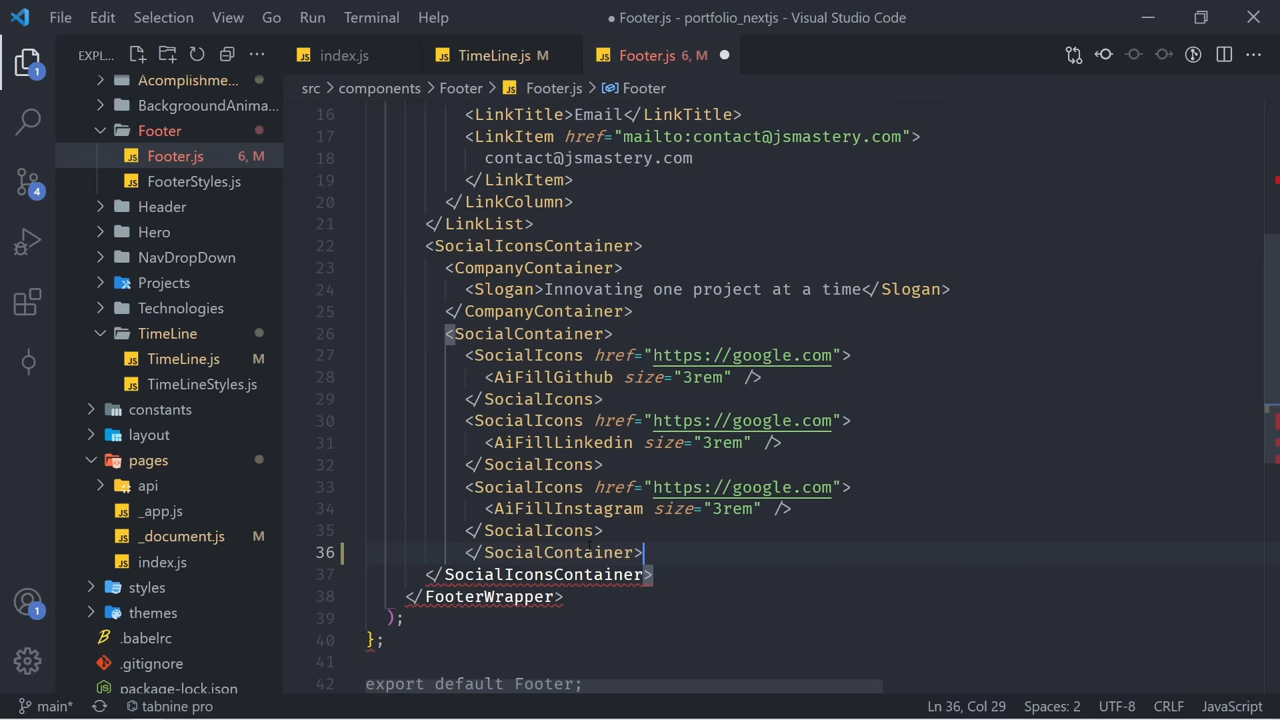 File Edit Selection View Go Run Terminal Help
● Footer.js - portfolio_nextjs - Visual Studio Code
EXPL...
index.js
TimeLine.js M
Footer.js 6, M
src > components > Footer > Footer.js > Footer
Acomplishme...
BackgroundAnima...
Footer
Footer.js 6, M
FooterStyles.js
Header
Hero
NavDropDown
Projects
Technologies
TimeLine
TimeLine.js M
TimeLineStyles.js
constants
layout
pages
api
_app.js
_document.js
index.js
styles
themes
.babelrc
.gitignore
package-lock.json
1
4
1
16 <LinkTitle>Email</LinkTitle>
17 <LinkItem href="mailto:contact@jsmastery.com">
18 contact@jsmastery.com
19 </LinkItem>
20 </LinkColumn>
21 </LinkList>
22 <SocialIconsContainer>
23 <CompanyContainer>
24 <Slogan>Innovating one project at a time</Slogan>
25 </CompanyContainer>
26 <SocialContainer>
27 <SocialIcons href="https://google.com">
28 <AiFillGithub size="3rem" />
29 </SocialIcons>
30 <SocialIcons href="https://google.com">
31 <AiFillLinkedin size="3rem" />
32 </SocialIcons>
33 <SocialIcons href="https://google.com">
34 <AiFillInstagram size="3rem" />
35 </SocialIcons>
36 </SocialContainer>
37 </SocialIconsContainer>
38 </FooterWrapper>
39 );
40 };
41
42 export default Footer;
main* tabnine pro
Ln 36, Col 29 Spaces: 2 UTF-8 CRLF JavaScript